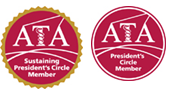 ATA
Sustaining
President's Circle
Member
ATA
President's
Circle
Member